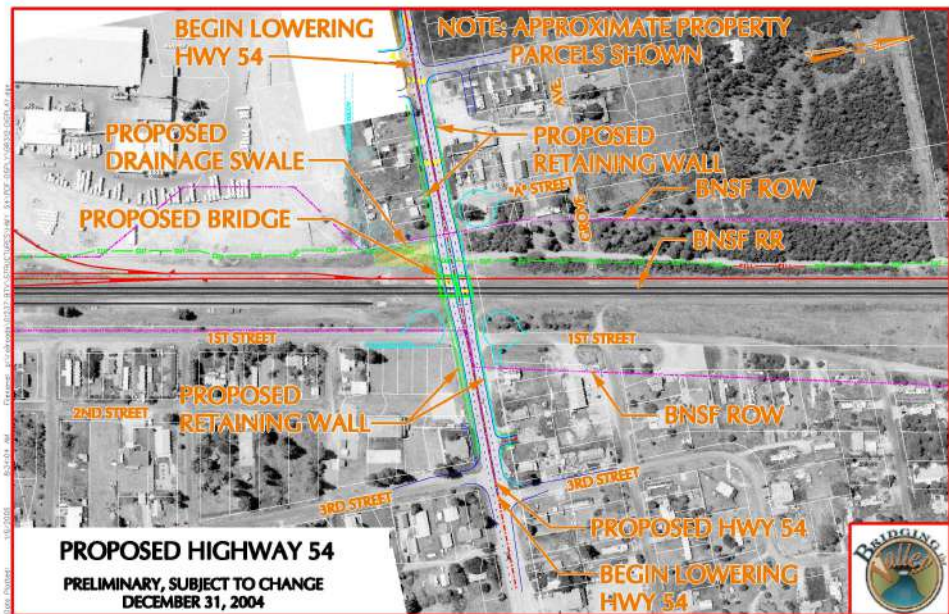 BEGIN LOWERING
HWY 54
NOTE: APPROXIMATE PROPERTY
PARCELS SHOWN
AVE
PROPOSED
DRAINAGE SWALE
PROPOSED
RETAINING WALL
"A" STREET
BNSF ROW
PROPOSED BRIDGE
GROVE
BNSF RR
1ST STREET
1ST STREET
PROPOSED
RETAINING WALL
2ND STREET
BNSF ROW
3RD STREET
3RD STREET
PROPOSED HWY 54
BEGIN LOWERING
HWY 54
PROPOSED HIGHWAY 54
PRELIMINARY, SUBJECT TO CHANGE
DECEMBER 31, 2004
BRIDGING
Valley